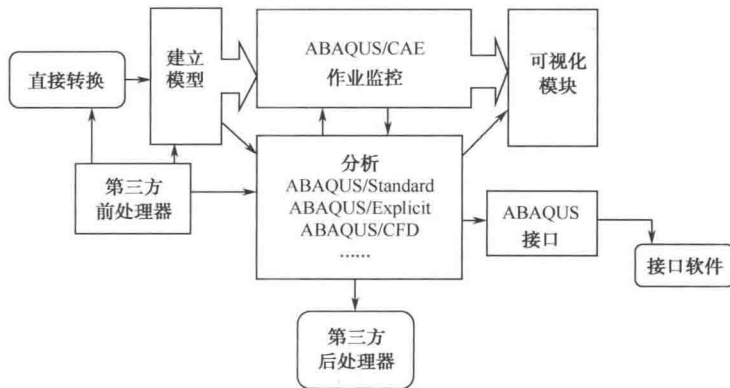 建立
模型
ABAQUS/CAE
作业监控
可视化
模块
直接转换
第三方
前处理器
分析
ABAQUS/Standard
ABAQUS/Explicit
ABAQUS/CFD
……
ABAQUS
接口
接口软件
第三方
后处理器